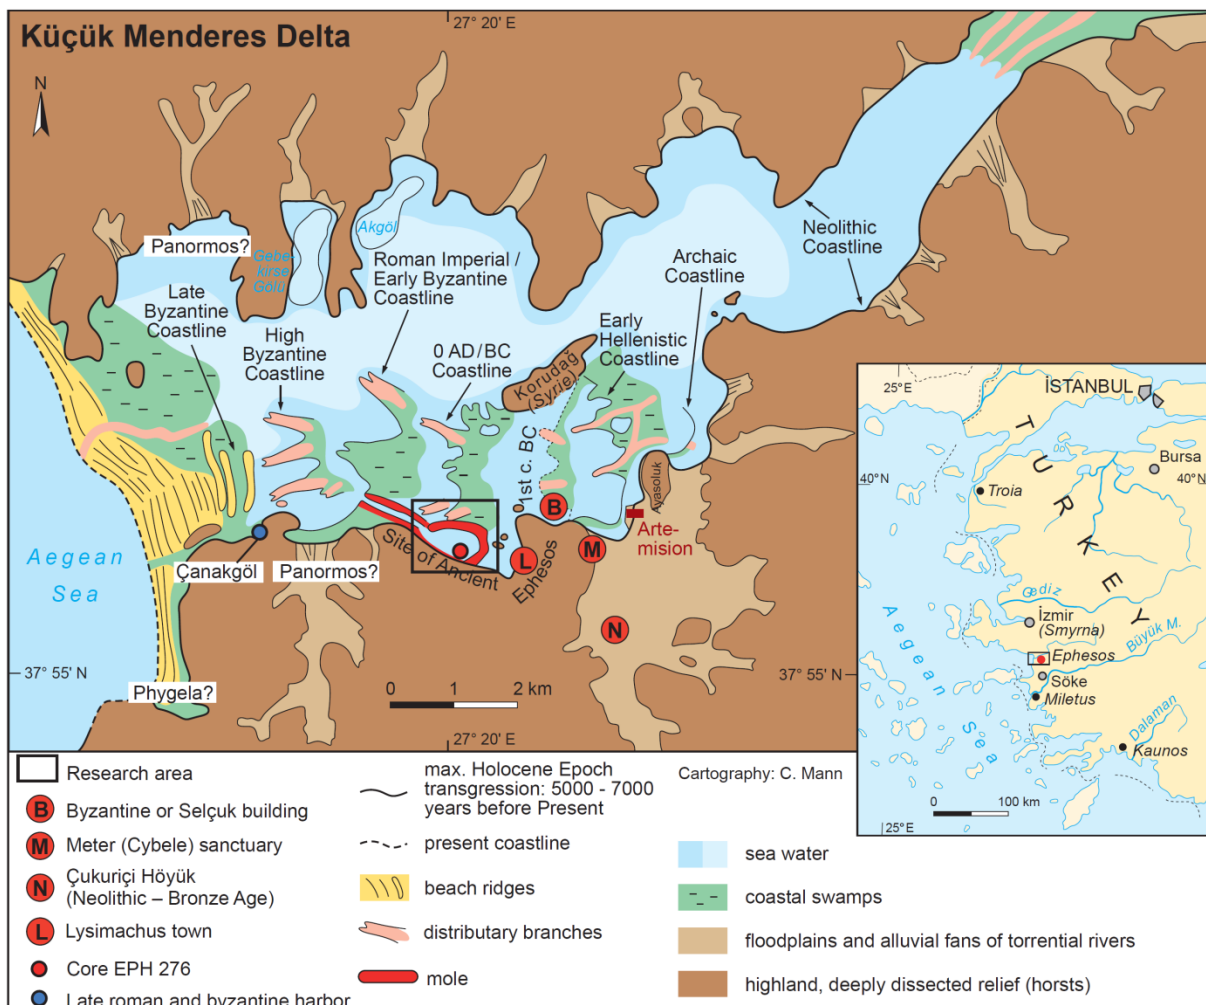 Küçük Menderes Delta
27° 20' E
N
Panormos?
Gebe-
kirse
Gölü
Akgöl
Late
Byzantine
Coastline
High
Byzantine
Coastline
Roman Imperial /
Early Byzantine
Coastline
0 AD/BC
Coastline
Korudağ
(Syrie)
1st c. BC
Early
Hellenistic
Coastline
Archaic
Coastline
Neolithic
Coastline
Ayasoluk
Arte-
mision
B
M
L
N
Site of Ancient
Ephesos
Çanakgöl
Panormos?
Aegean
Sea
37° 55' N
37° 55' N
Phygela?
0 1 2 km
27° 20' E
25°E
İSTANBUL
TURKEY
Bursa
40°N
40°N
Troia
Gediz
İzmir
(Smyrna)
Büyük M.
Ephesos
Söke
Miletus
Dalaman
Kaunos
Aegean Sea
0 100 km
25°E
Research area
B Byzantine or Selçuk building
M Meter (Cybele) sanctuary
N Çukuriçi Höyük
(Neolithic – Bronze Age)
L Lysimachus town
Core EPH 276
Late roman and byzantine harbor
max. Holocene Epoch
transgression: 5000 - 7000
years before Present
present coastline
beach ridges
distributary branches
mole
Cartography: C. Mann
sea water
coastal swamps
floodplains and alluvial fans of torrential rivers
highland, deeply dissected relief (horsts)